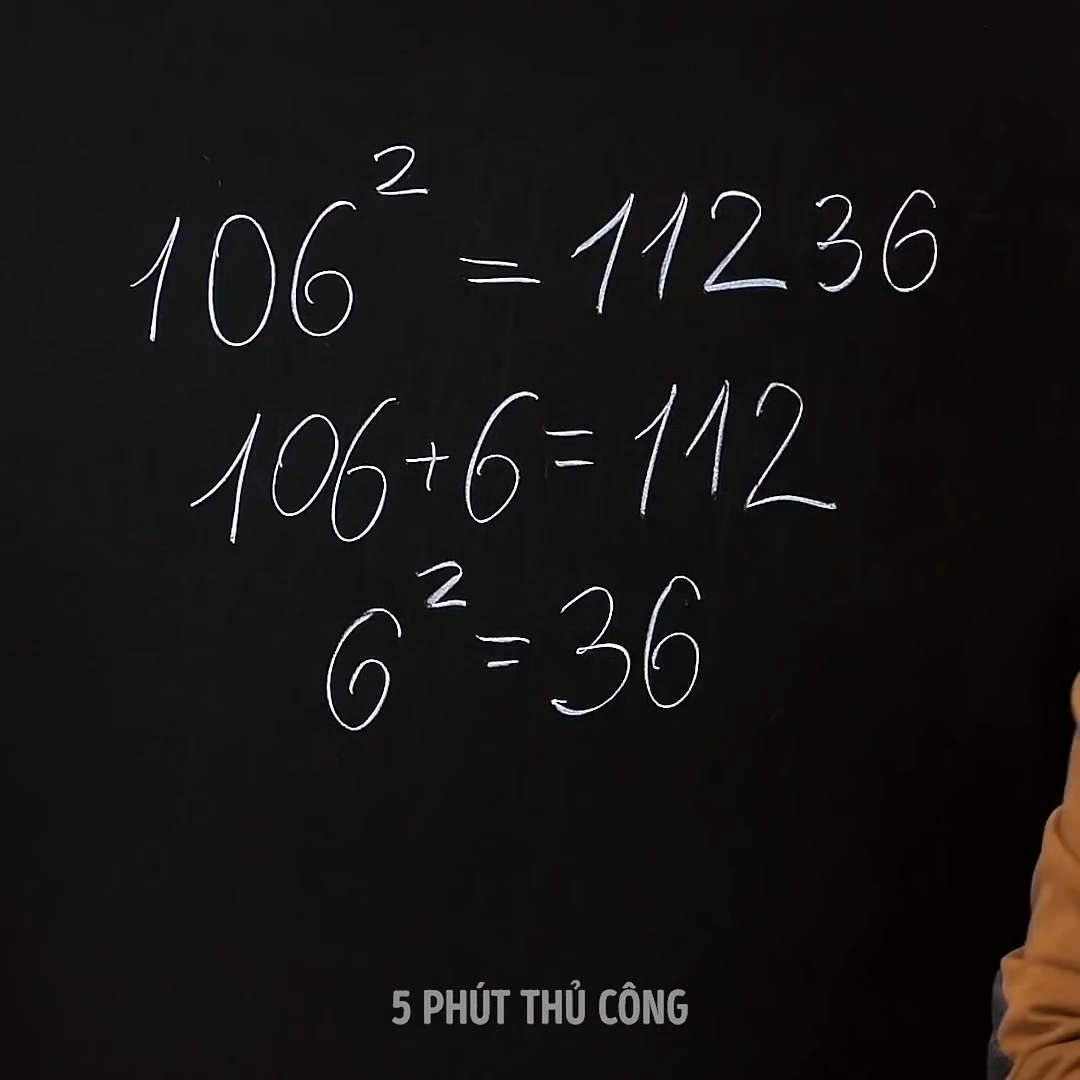 106² = 11236
106+6=112
6² = 36
5 PHÚT THỦ CÔNG